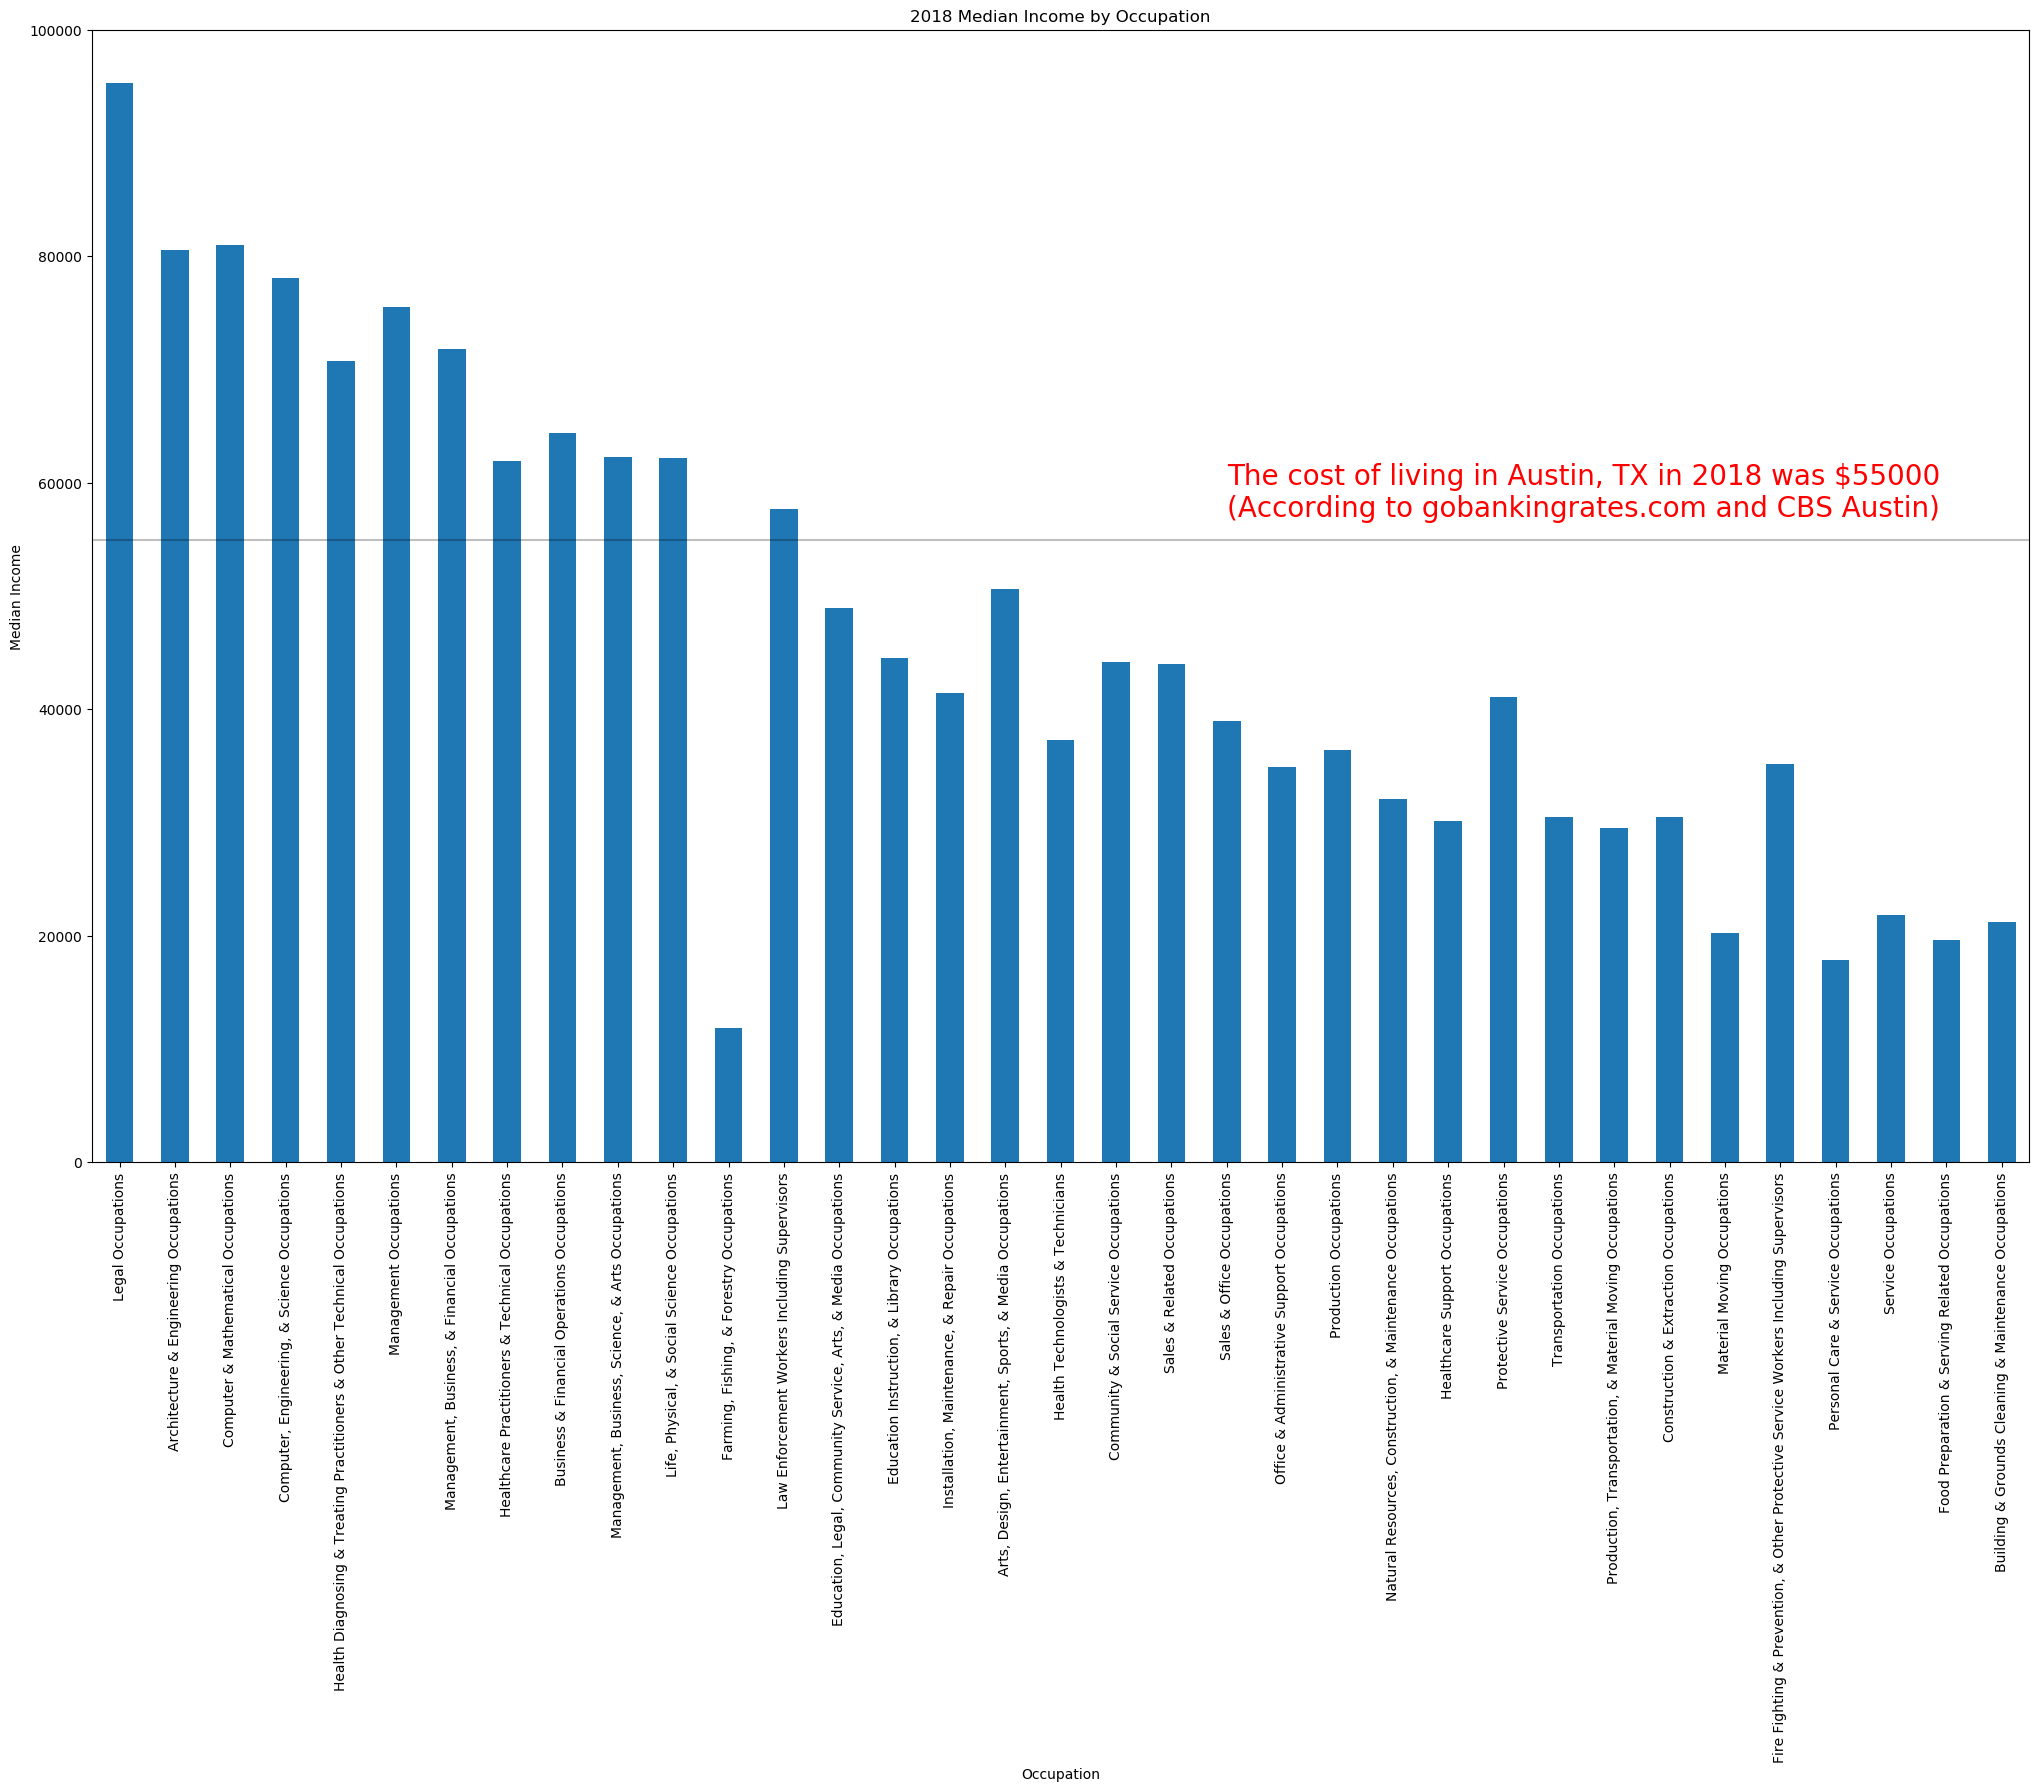 2018 Median Income by Occupation
100000
80000
60000
40000
20000
0
Median Income
The cost of living in Austin, TX in 2018 was $55000
(According to gobankingrates.com and CBS Austin)
Legal Occupations
Architecture & Engineering Occupations
Computer & Mathematical Occupations
Computer, Engineering, & Science Occupations
Health Diagnosing & Treating Practitioners & Other Technical Occupations
Management Occupations
Management, Business, & Financial Occupations
Healthcare Practitioners & Technical Occupations
Business & Financial Operations Occupations
Management, Business, Science, & Arts Occupations
Life, Physical, & Social Science Occupations
Farming, Fishing, & Forestry Occupations
Law Enforcement Workers Including Supervisors
Education, Legal, Community Service, Arts, & Media Occupations
Education Instruction, & Library Occupations
Installation, Maintenance, & Repair Occupations
Arts, Design, Entertainment, Sports, & Media Occupations
Health Technologists & Technicians
Community & Social Service Occupations
Sales & Related Occupations
Sales & Office Occupations
Office & Administrative Support Occupations
Production Occupations
Natural Resources, Construction, & Maintenance Occupations
Healthcare Support Occupations
Protective Service Occupations
Transportation Occupations
Production, Transportation, & Material Moving Occupations
Construction & Extraction Occupations
Material Moving Occupations
Fire Fighting & Prevention, & Other Protective Service Workers Including Supervisors
Personal Care & Service Occupations
Service Occupations
Food Preparation & Serving Related Occupations
Building & Grounds Cleaning & Maintenance Occupations
Occupation